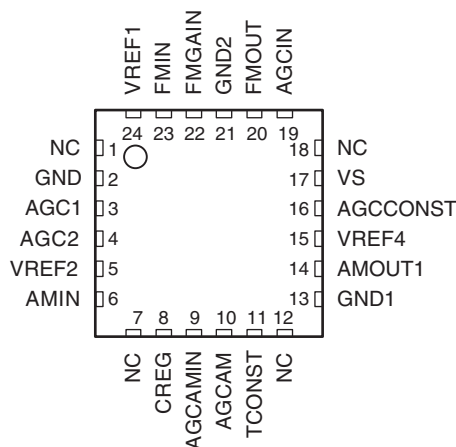 VREF1
FMIN
FMGAIN
GND2
FMOUT
AGCIN
24 23 22 21 20 19
NC 1 18 NC
GND 2 17 VS
AGC1 3 16 AGCCONST
AGC2 4 15 VREF4
VREF2 5 14 AMOUT1
AMIN 6 13 GND1
7 8 9 10 11 12
NC
CREG
AGCAMIN
AGCAM
TCONST
NC